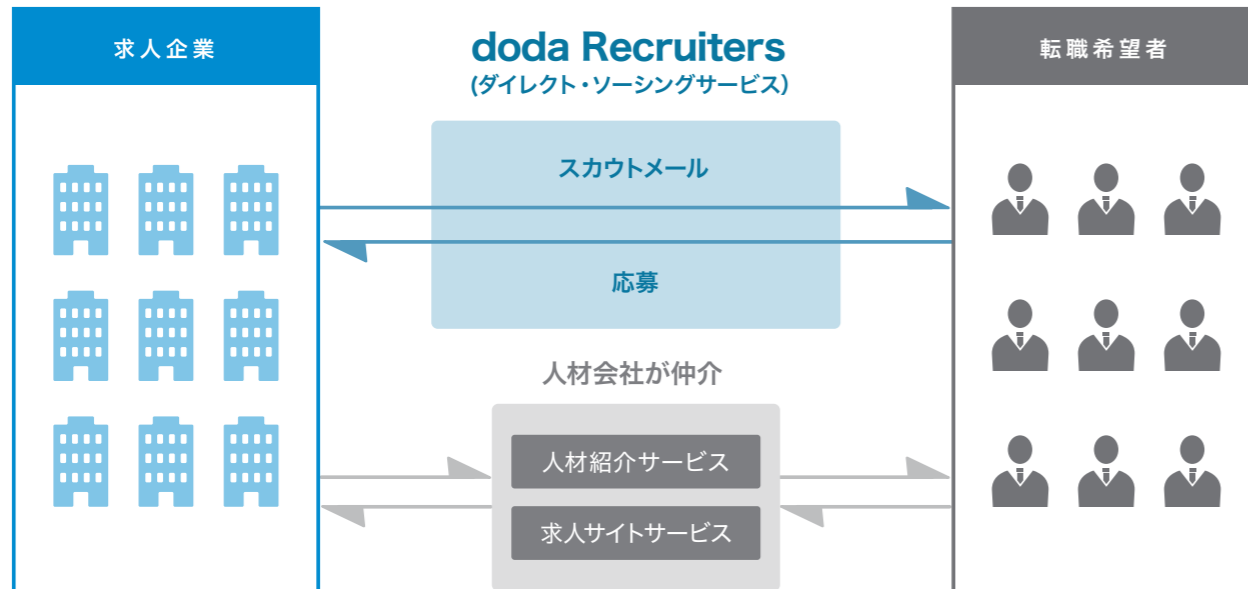 求人企業
doda Recruiters
(ダイレクト・ソーシングサービス)
転職希望者
スカウトメール
応募
人材会社が仲介
人材紹介サービス
求人サイトサービス